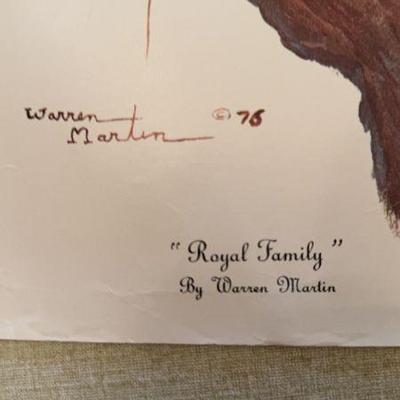 Warren
Martin © 76
" Royal Family "
By Warren Martin